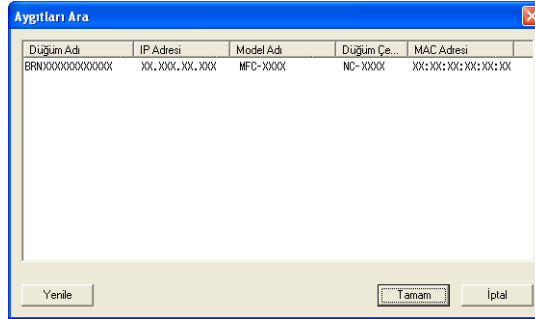 Aygıtları Ara
Düğüm Adı IP Adresi Model Adı Düğüm Çe... MAC Adresi
BRNXXXXXXXXXXXX XX.XXX.XX.XXX MFC-XXXX NC-XXXX XX:XX:XX:XX:XX:XX
Yenile Tamam İptal